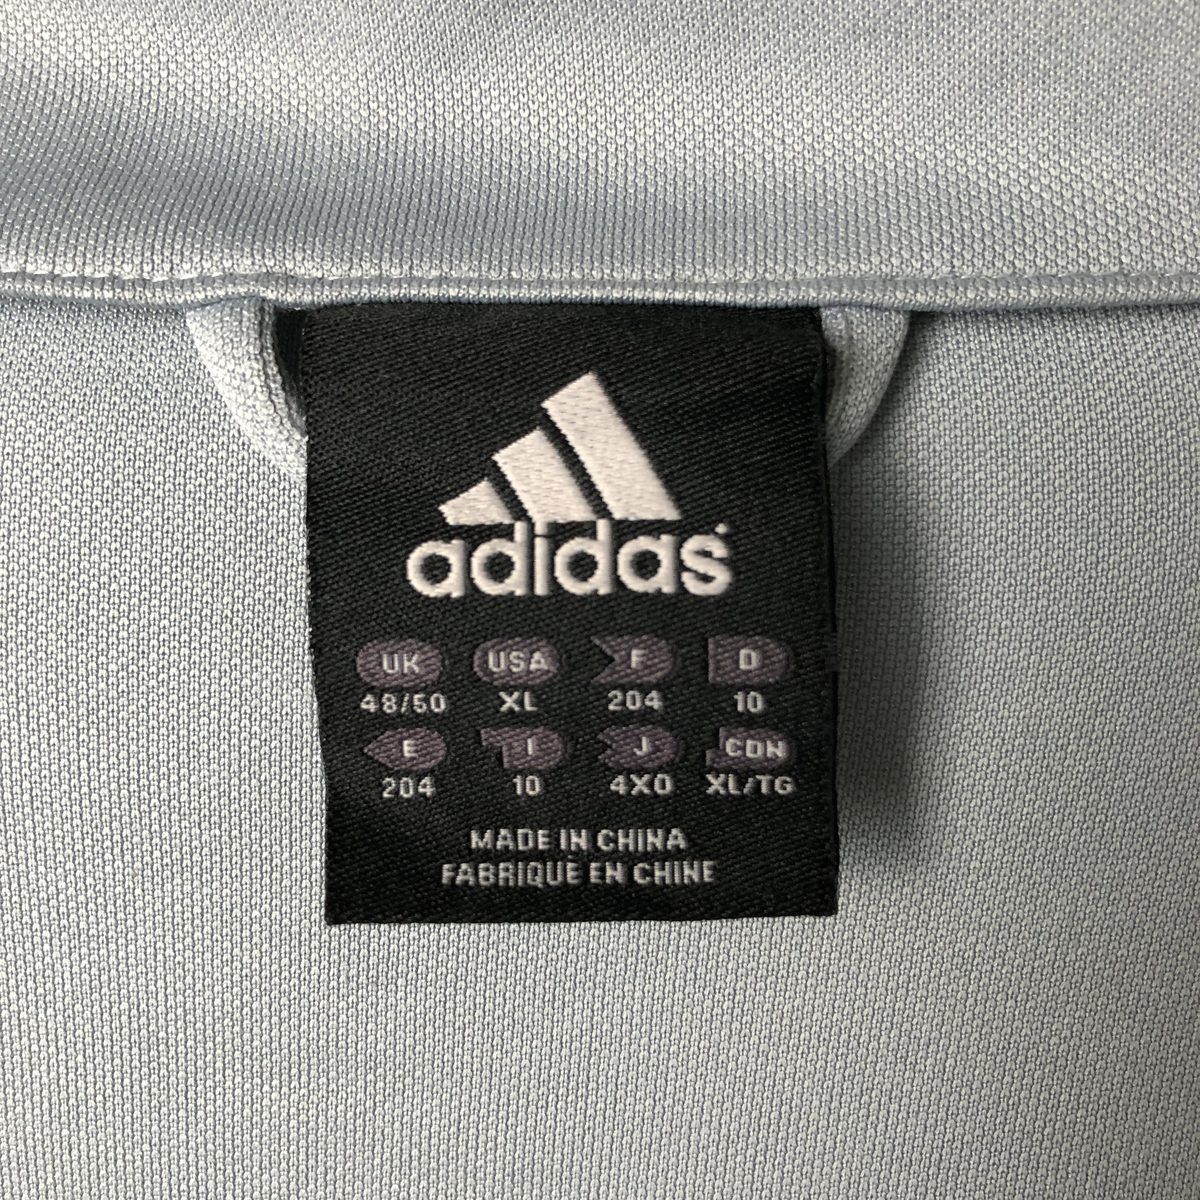 adidas
UK USA F D
48/50 XL 204 10
E I J CDN
204 10 4XO XL/TG
MADE IN CHINA
FABRIQUÈ EN CHINE